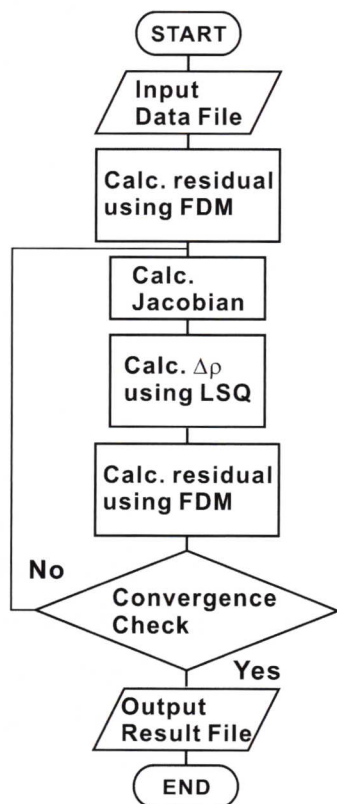 START
Input
Data File
Calc. residual
using FDM
Calc.
Jacobian
Calc. Δρ
using LSQ
Calc. residual
using FDM
No
Convergence
Check
Yes
Output
Result File
END